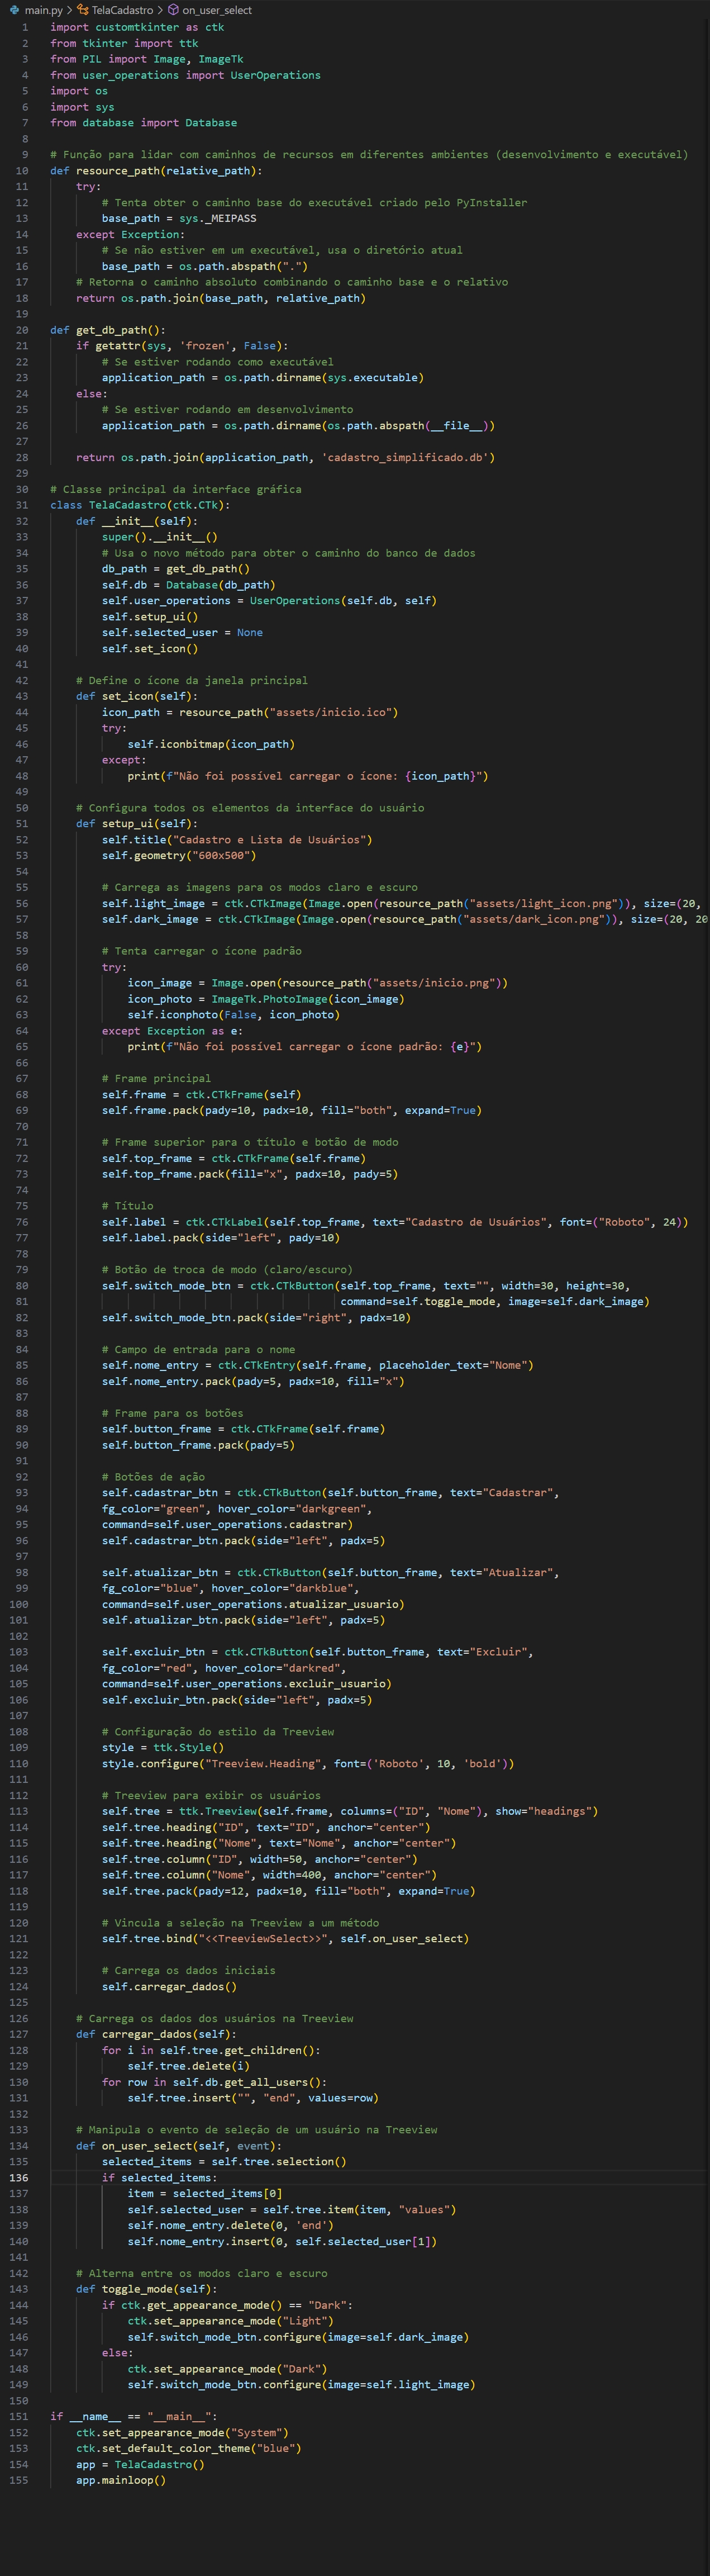 main.py > TelaCadastro > on_user_select
1 import customtkinter as ctk
2 from tkinter import ttk
3 from PIL import Image, ImageTk
4 from user_operations import UserOperations
5 import os
6 import sys
7 from database import Database
8
9 # Função para lidar com caminhos de recursos em diferentes ambientes (desenvolvimento e executável)
10 def resource_path(relative_path):
11     try:
12         # Tenta obter o caminho base do executável criado pelo PyInstaller
13         base_path = sys._MEIPASS
14     except Exception:
15         # Se não estiver em um executável, usa o diretório atual
16         base_path = os.path.abspath(".")
17     # Retorna o caminho absoluto combinando o caminho base e o relativo
18     return os.path.join(base_path, relative_path)
19
20 def get_db_path():
21     if getattr(sys, 'frozen', False):
22         # Se estiver rodando como executável
23         application_path = os.path.dirname(sys.executable)
24     else:
25         # Se estiver rodando em desenvolvimento
26         application_path = os.path.dirname(os.path.abspath(__file__))
27
28     return os.path.join(application_path, 'cadastro_simplificado.db')
29
30 # Classe principal da interface gráfica
31 class TelaCadastro(ctk.CTk):
32     def __init__(self):
33         super().__init__()
34         # Usa o novo método para obter o caminho do banco de dados
35         db_path = get_db_path()
36         self.db = Database(db_path)
37         self.user_operations = UserOperations(self.db, self)
38         self.setup_ui()
39         self.selected_user = None
40         self.set_icon()
41
42     # Define o ícone da janela principal
43     def set_icon(self):
44         icon_path = resource_path("assets/inicio.ico")
45         try:
46             self.iconbitmap(icon_path)
47         except:
48             print(f"Não foi possível carregar o ícone: {icon_path}")
49
50     # Configura todos os elementos da interface do usuário
51     def setup_ui(self):
52         self.title("Cadastro e Lista de Usuários")
53         self.geometry("600x500")
54
55         # Carrega as imagens para os modos claro e escuro
56         self.light_image = ctk.CTkImage(Image.open(resource_path("assets/light_icon.png")), size=(20,
57         self.dark_image = ctk.CTkImage(Image.open(resource_path("assets/dark_icon.png")), size=(20, 20
58
59         # Tenta carregar o ícone padrão
60         try:
61             icon_image = Image.open(resource_path("assets/inicio.png"))
62             icon_photo = ImageTk.PhotoImage(icon_image)
63             self.iconphoto(False, icon_photo)
64         except Exception as e:
65             print(f"Não foi possível carregar o ícone padrão: {e}")
66
67         # Frame principal
68         self.frame = ctk.CTkFrame(self)
69         self.frame.pack(pady=10, padx=10, fill="both", expand=True)
70
71         # Frame superior para o título e botão de modo
72         self.top_frame = ctk.CTkFrame(self.frame)
73         self.top_frame.pack(fill="x", padx=10, pady=5)
74
75         # Título
76         self.label = ctk.CTkLabel(self.top_frame, text="Cadastro de Usuários", font=("Roboto", 24))
77         self.label.pack(side="left", pady=10)
78
79         # Botão de troca de modo (claro/escuro)
80         self.switch_mode_btn = ctk.CTkButton(self.top_frame, text="", width=30, height=30,
81                                              command=self.toggle_mode, image=self.dark_image)
82         self.switch_mode_btn.pack(side="right", padx=10)
83
84         # Campo de entrada para o nome
85         self.nome_entry = ctk.CTkEntry(self.frame, placeholder_text="Nome")
86         self.nome_entry.pack(pady=5, padx=10, fill="x")
87
88         # Frame para os botões
89         self.button_frame = ctk.CTkFrame(self.frame)
90         self.button_frame.pack(pady=5)
91
92         # Botões de ação
93         self.cadastrar_btn = ctk.CTkButton(self.button_frame, text="Cadastrar",
94         fg_color="green", hover_color="darkgreen",
95         command=self.user_operations.cadastrar)
96         self.cadastrar_btn.pack(side="left", padx=5)
97
98         self.atualizar_btn = ctk.CTkButton(self.button_frame, text="Atualizar",
99         fg_color="blue", hover_color="darkblue",
100         command=self.user_operations.atualizar_usuario)
101         self.atualizar_btn.pack(side="left", padx=5)
102
103         self.excluir_btn = ctk.CTkButton(self.button_frame, text="Excluir",
104         fg_color="red", hover_color="darkred",
105         command=self.user_operations.excluir_usuario)
106         self.excluir_btn.pack(side="left", padx=5)
107
108         # Configuração do estilo da Treeview
109         style = ttk.Style()
110         style.configure("Treeview.Heading", font=('Roboto', 10, 'bold'))
111
112         # Treeview para exibir os usuários
113         self.tree = ttk.Treeview(self.frame, columns=("ID", "Nome"), show="headings")
114         self.tree.heading("ID", text="ID", anchor="center")
115         self.tree.heading("Nome", text="Nome", anchor="center")
116         self.tree.column("ID", width=50, anchor="center")
117         self.tree.column("Nome", width=400, anchor="center")
118         self.tree.pack(pady=12, padx=10, fill="both", expand=True)
119
120         # Vincula a seleção na Treeview a um método
121         self.tree.bind("<<TreeviewSelect>>", self.on_user_select)
122
123         # Carrega os dados iniciais
124         self.carregar_dados()
125
126     # Carrega os dados dos usuários na Treeview
127     def carregar_dados(self):
128         for i in self.tree.get_children():
129             self.tree.delete(i)
130         for row in self.db.get_all_users():
131             self.tree.insert("", "end", values=row)
132
133     # Manipula o evento de seleção de um usuário na Treeview
134     def on_user_select(self, event):
135         selected_items = self.tree.selection()
136         if selected_items:
137             item = selected_items[0]
138             self.selected_user = self.tree.item(item, "values")
139             self.nome_entry.delete(0, 'end')
140             self.nome_entry.insert(0, self.selected_user[1])
141
142     # Alterna entre os modos claro e escuro
143     def toggle_mode(self):
144         if ctk.get_appearance_mode() == "Dark":
145             ctk.set_appearance_mode("Light")
146             self.switch_mode_btn.configure(image=self.dark_image)
147         else:
148             ctk.set_appearance_mode("Dark")
149             self.switch_mode_btn.configure(image=self.light_image)
150
151 if __name__ == "__main__":
152     ctk.set_appearance_mode("System")
153     ctk.set_default_color_theme("blue")
154     app = TelaCadastro()
155     app.mainloop()